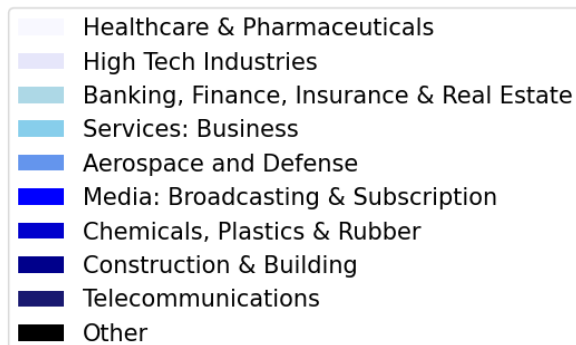 Healthcare & Pharmaceuticals
High Tech Industries
Banking, Finance, Insurance & Real Estate
Services: Business
Aerospace and Defense
Media: Broadcasting & Subscription
Chemicals, Plastics & Rubber
Construction & Building
Telecommunications
Other